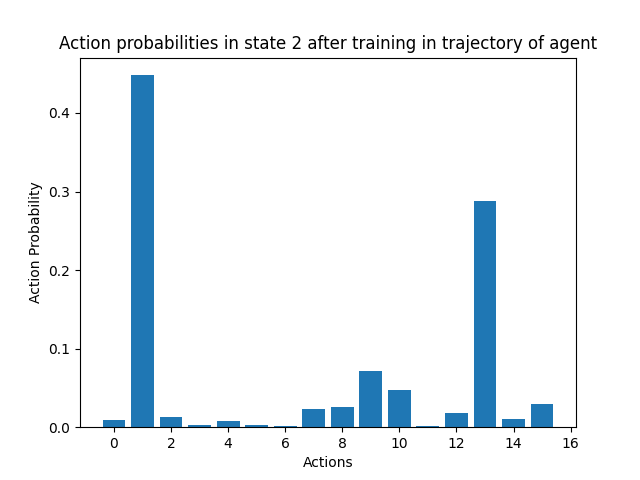 Action probabilities in state 2 after training in trajectory of agent
0.4
0.3
0.2
0.1
0.0
Action Probability
0 2 4 6 8 10 12 14 16
Actions